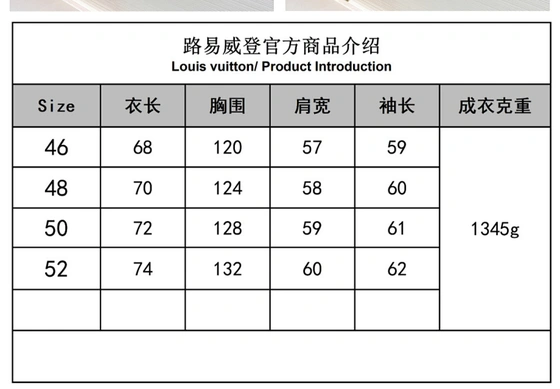 路易威登官方商品介绍
Louis vuitton/ Product Introduction
Size 衣长 胸围 肩宽 袖长 成衣克重
46 68 120 57 59
48 70 124 58 60
50 72 128 59 61 1345g
52 74 132 60 62